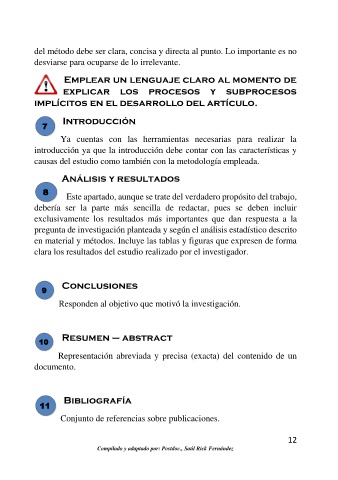 del método debe ser clara, concisa y directa al punto. Lo importante es no
desviarse para ocuparse de lo irrelevante.
EMPLEAR UN LENGUAJE CLARO AL MOMENTO DE
EXPLICAR LOS PROCESOS Y SUBPROCESOS
IMPLÍCITOS EN EL DESARROLLO DEL ARTÍCULO.
7 INTRODUCCIÓN
Ya cuentas con las herramientas necesarias para realizar la
introducción ya que la introducción debe contar con las características y
causas del estudio como también con la metodología empleada.
ANÁLISIS Y RESULTADOS
8
Este apartado, aunque se trate del verdadero propósito del trabajo,
debería ser la parte más sencilla de redactar, pues se deben incluir
exclusivamente los resultados más importantes que dan respuesta a la
pregunta de investigación planteada y según el análisis estadístico descrito
en material y métodos. Incluye las tablas y figuras que expresen de forma
clara los resultados del estudio realizado por el investigador.
9 CONCLUSIONES
Responden al objetivo que motivó la investigación.
10 RESUMEN – ABSTRACT
Representación abreviada y precisa (exacta) del contenido de un
documento.
11 BIBLIOGRAFÍA
Conjunto de referencias sobre publicaciones.
12
Compilado y adaptado por: Postdoc., Saúl Rick Fernández